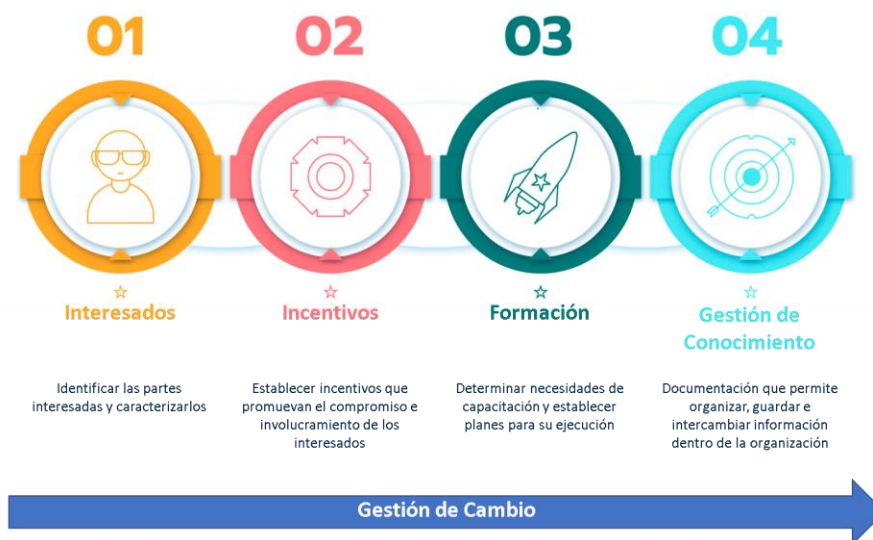 01
02
03
04
Interesados
Incentivos
Formación
Gestión de
Conocimiento
Identificar las partes
interesadas y caracterizarlos
Establecer incentivos que
promuevan el compromiso e
involucramiento de los
interesados
Determinar necesidades de
capacitación y establecer
planes para su ejecución
Documentación que permite
organizar, guardar e
intercambiar información
dentro de la organización
Gestión de Cambio